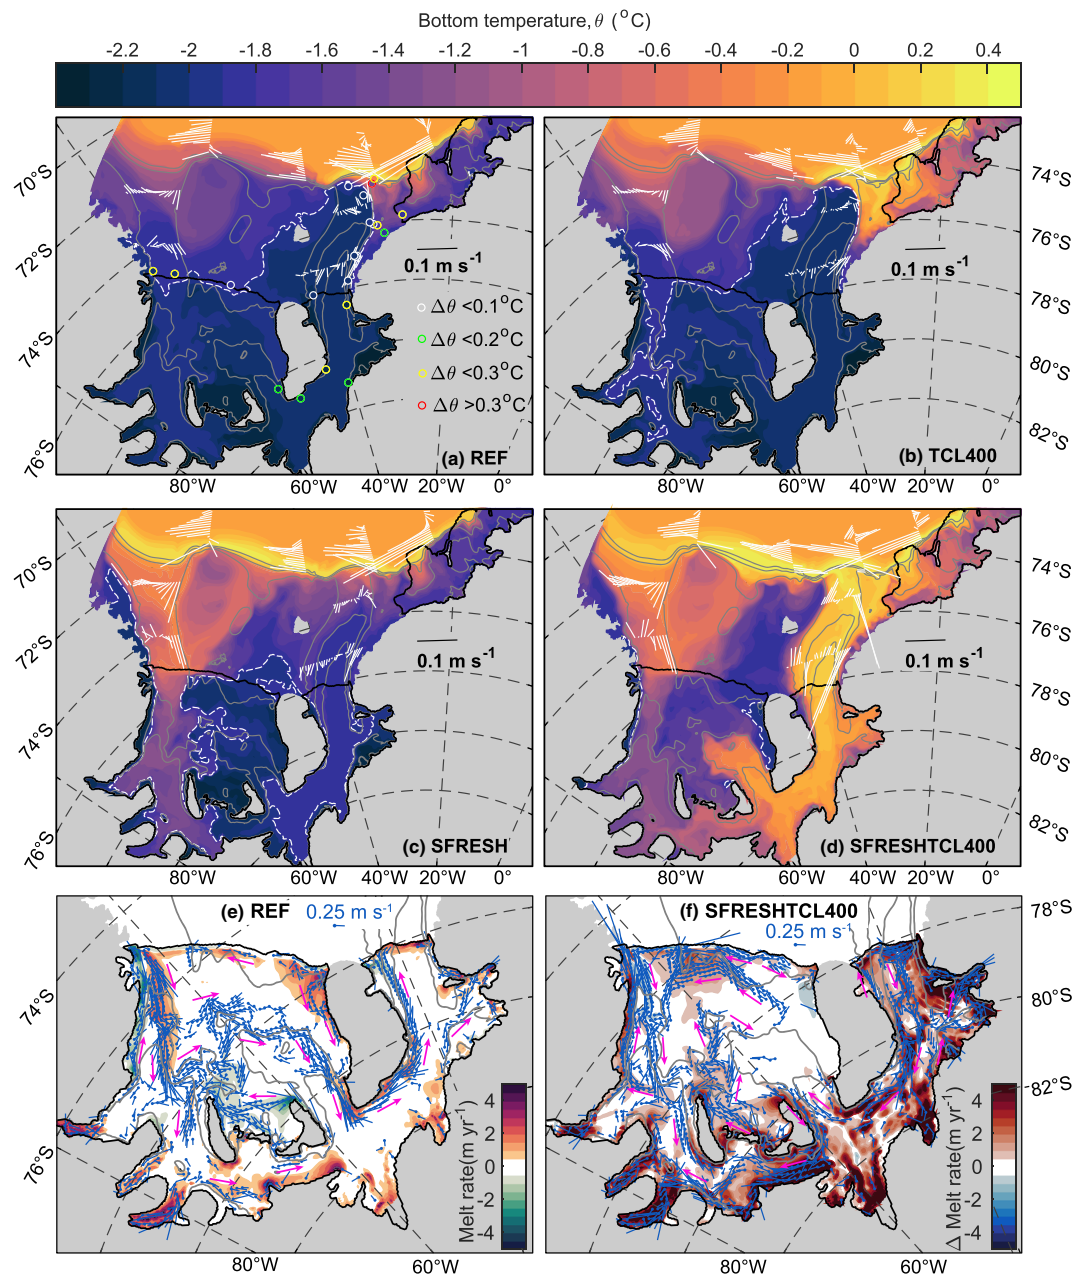 Bottom temperature, θ (°C)
-2.2 -2 -1.8 -1.6 -1.4 -1.2 -1 -0.8 -0.6 -0.4 -0.2 0 0.2 0.4
70°S
72°S
74°S
76°S
0.1 m s-1
Δθ <0.1°C
Δθ <0.2°C
Δθ <0.3°C
Δθ >0.3°C
(a) REF
80°W 60°W 40°W 20°W 0°
74°S
76°S
78°S
80°S
82°S
0.1 m s-1
(b) TCL400
80°W 60°W 40°W 20°W 0°
70°S
72°S
74°S
76°S
0.1 m s-1
(c) SFRESH
80°W 60°W 40°W 20°W 0°
74°S
76°S
78°S
80°S
82°S
0.1 m s-1
(d) SFRESHTCL400
80°W 60°W 40°W 20°W 0°
(e) REF 0.25 m s-1
74°S
76°S
Melt rate(m yr-1)
4
2
0
-2
-4
80°W 60°W
(f) SFRESHTCL400
0.25 m s-1
78°S
80°S
82°S
Δ Melt rate(m yr-1)
4
2
0
-2
-4
80°W 60°W